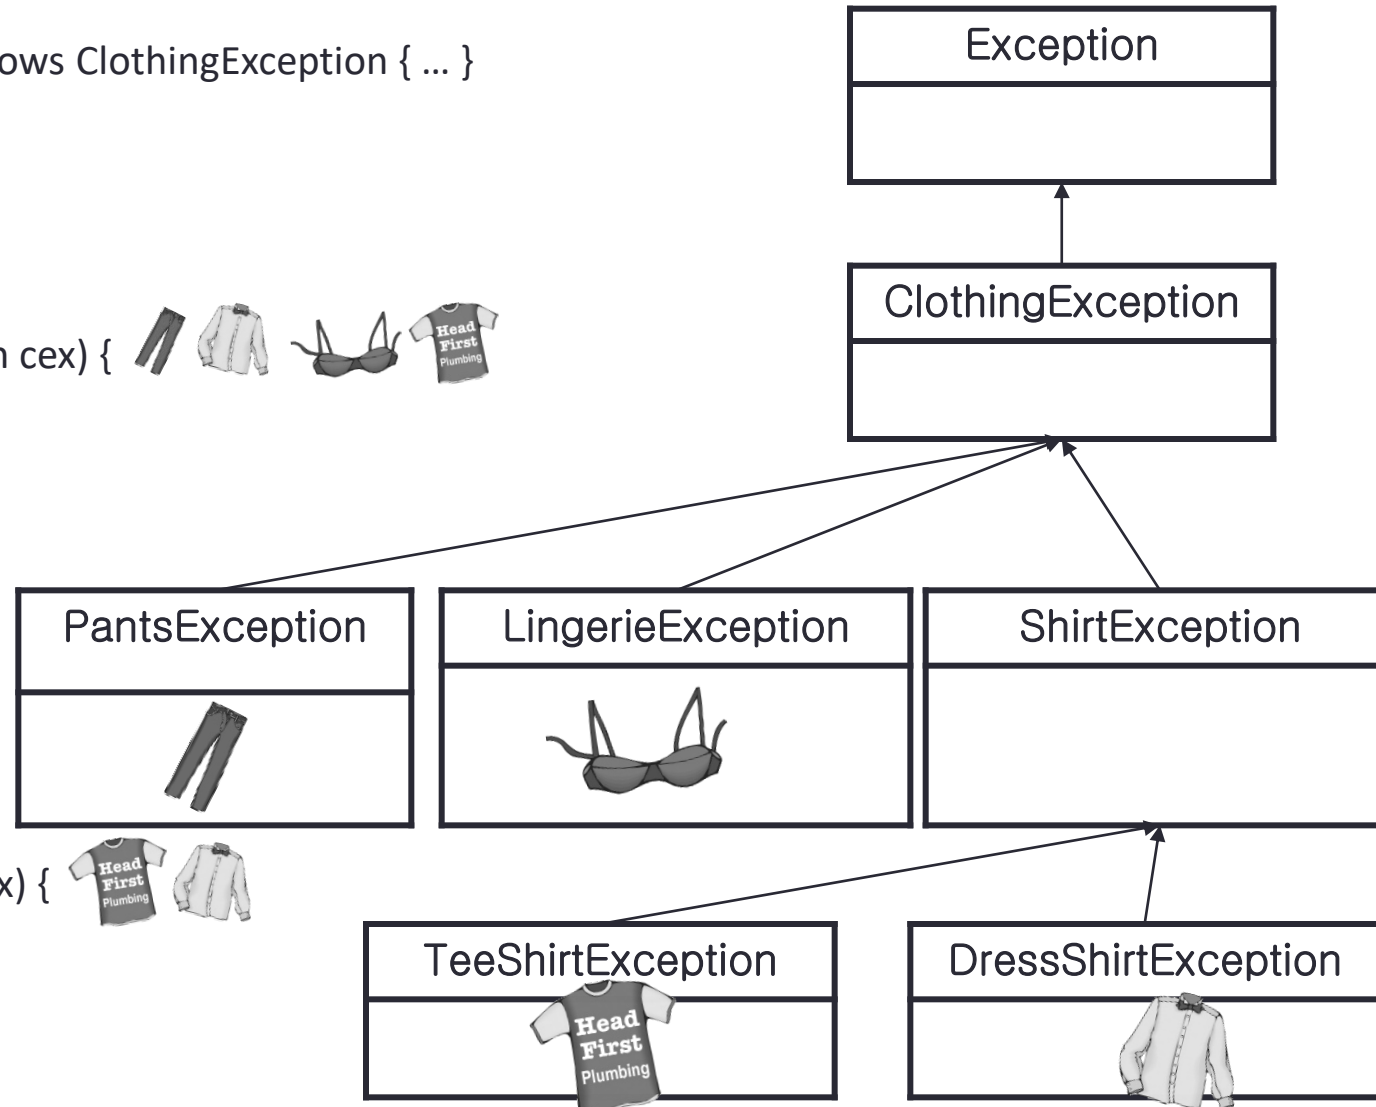 ows ClothingException { ... }
Exception
ClothingException
n cex) {
Head
First
Plumbing
PantsException
LingerieException
ShirtException
x) {
Head
First
Plumbing
TeeShirtException
DressShirtException
Head
First
Plumbing